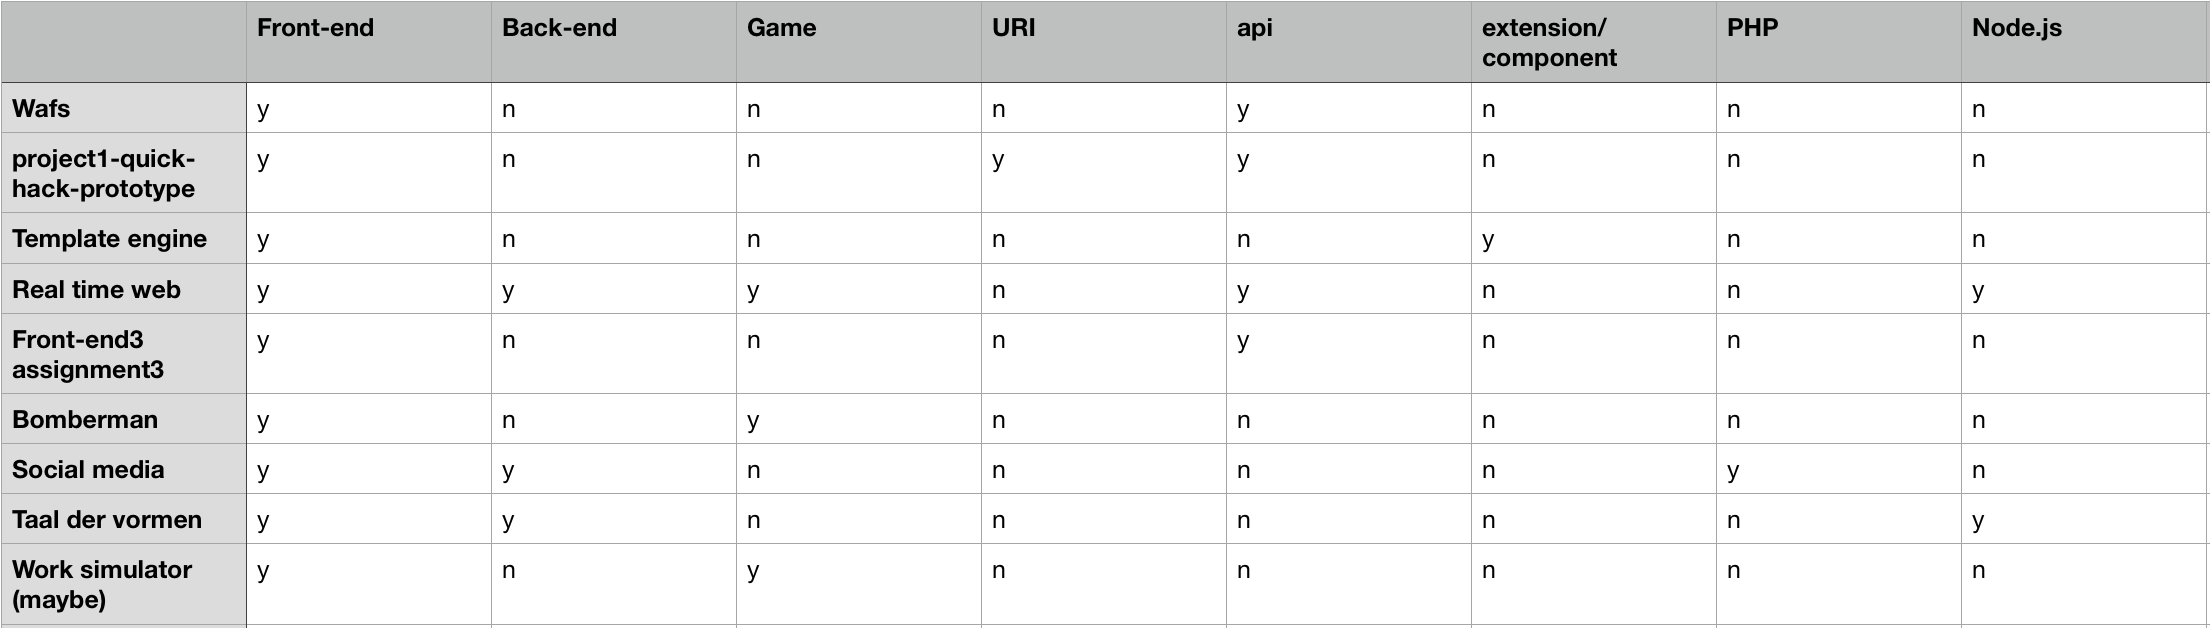 Front-end Back-end Game URI api extension/ PHP Node.js
component
Wafs y n n n y n n n
project1-quick- y n n y y n n n
hack-prototype
Template engine y n n n n y n n
Real time web y y y n y n n y
Front-end3 y n n n y n n n
assignment3
Bomberman y n y n n n n n
Social media y y n n n n y n
Taal der vormen y y n n n n n y
Work simulator y n y n n n n n
(maybe)